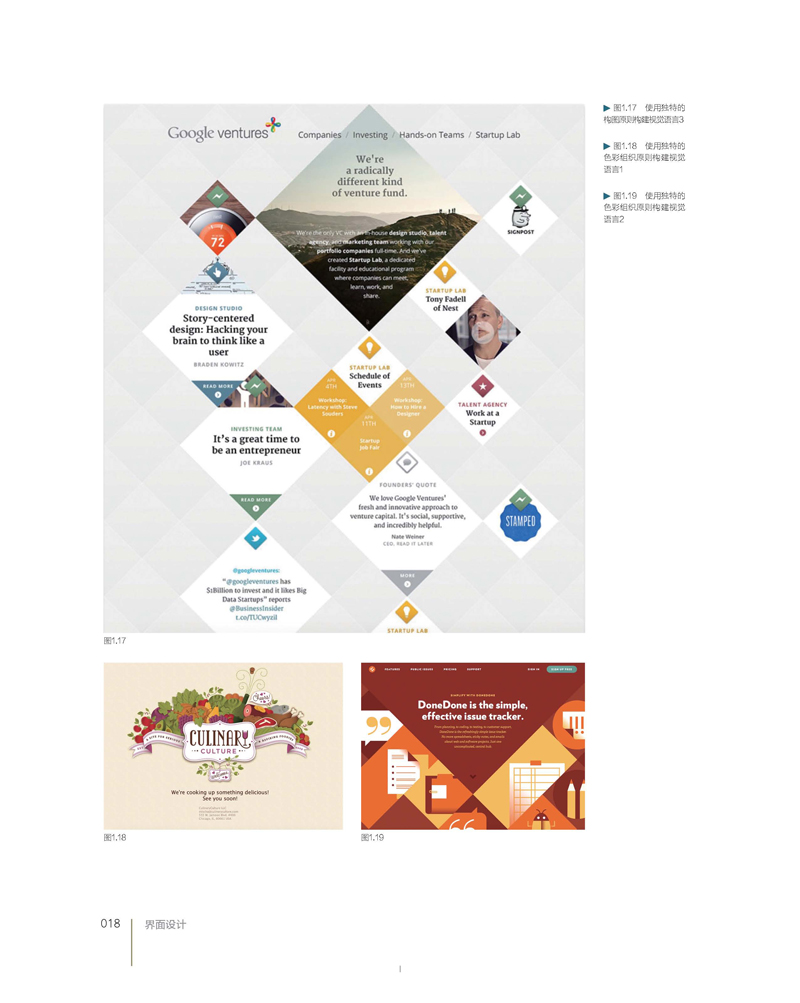 ▶ 图1.17 使用独特的
构图原则构建视觉语言3
▶ 图1.18 使用独特的
色彩组织原则构建视觉
语言1
▶ 图1.19 使用独特的
色彩组织原则构建视觉
语言2
Google ventures
Companies / Investing / Hands-on Teams / Startup Lab
We're
a radically
different kind
of venture fund.
We're the only VC with an in-house design studio, talent
agency, and marketing team working with our
portfolio companies full-time. And we've
created Startup Lab, a dedicated
facility and educational program
where companies can meet,
learn, work, and
share.
72
SIGNPOST
STARTUP LAB
Tony Fadell
of Nest
DESIGN STUDIO
Story-centered
design: Hacking your
brain to think like a
user
BRADEN KOWITZ
READ MORE
STARTUP LAB
Schedule of
Events
APR
4TH
Workshop:
Latency with Steve
Souders
APR
11TH
Startup
Job Fair
13TH
Workshop:
How to Hire a
Designer
TALENT AGENCY
Work at a
Startup
INVESTING TEAM
It's a great time to
be an entrepreneur
JOE KRAUS
READ MORE
FOUNDERS' QUOTE
We love Google Ventures'
fresh and innovative approach to
venture capital. It's social, supportive,
and incredibly helpful.
Nate Weiner
CEO, READ IT LATER
MORE
STAMPED
@googleventures:
"@googleventures has
$1Billion to invest and it likes Big
Data Startups" reports
@BusinessInsider
t.co/TUCwyzil
STARTUP LAB
图1.17
Cheers
CULINARY
CULTURE
We're cooking up something delicious!
See you soon!
图1.18
FEATURES
PUBLIC ISSUES
PRICING
SUPPORT
SIGN IN
SIGN UP FREE
SIMPLIFY WITH DONEDONE
DoneDone is the simple,
effective issue tracker.
图1.19
018
界面设计